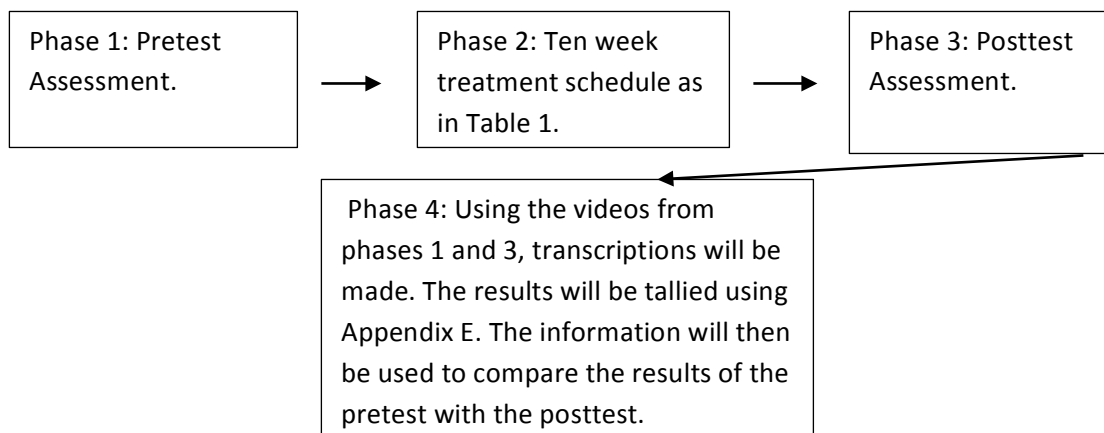 Phase 1: Pretest
Assessment.
Phase 2: Ten week
treatment schedule as
in Table 1.
Phase 3: Posttest
Assessment.
Phase 4: Using the videos from
phases 1 and 3, transcriptions will be
made. The results will be tallied using
Appendix E. The information will then
be used to compare the results of the
pretest with the posttest.